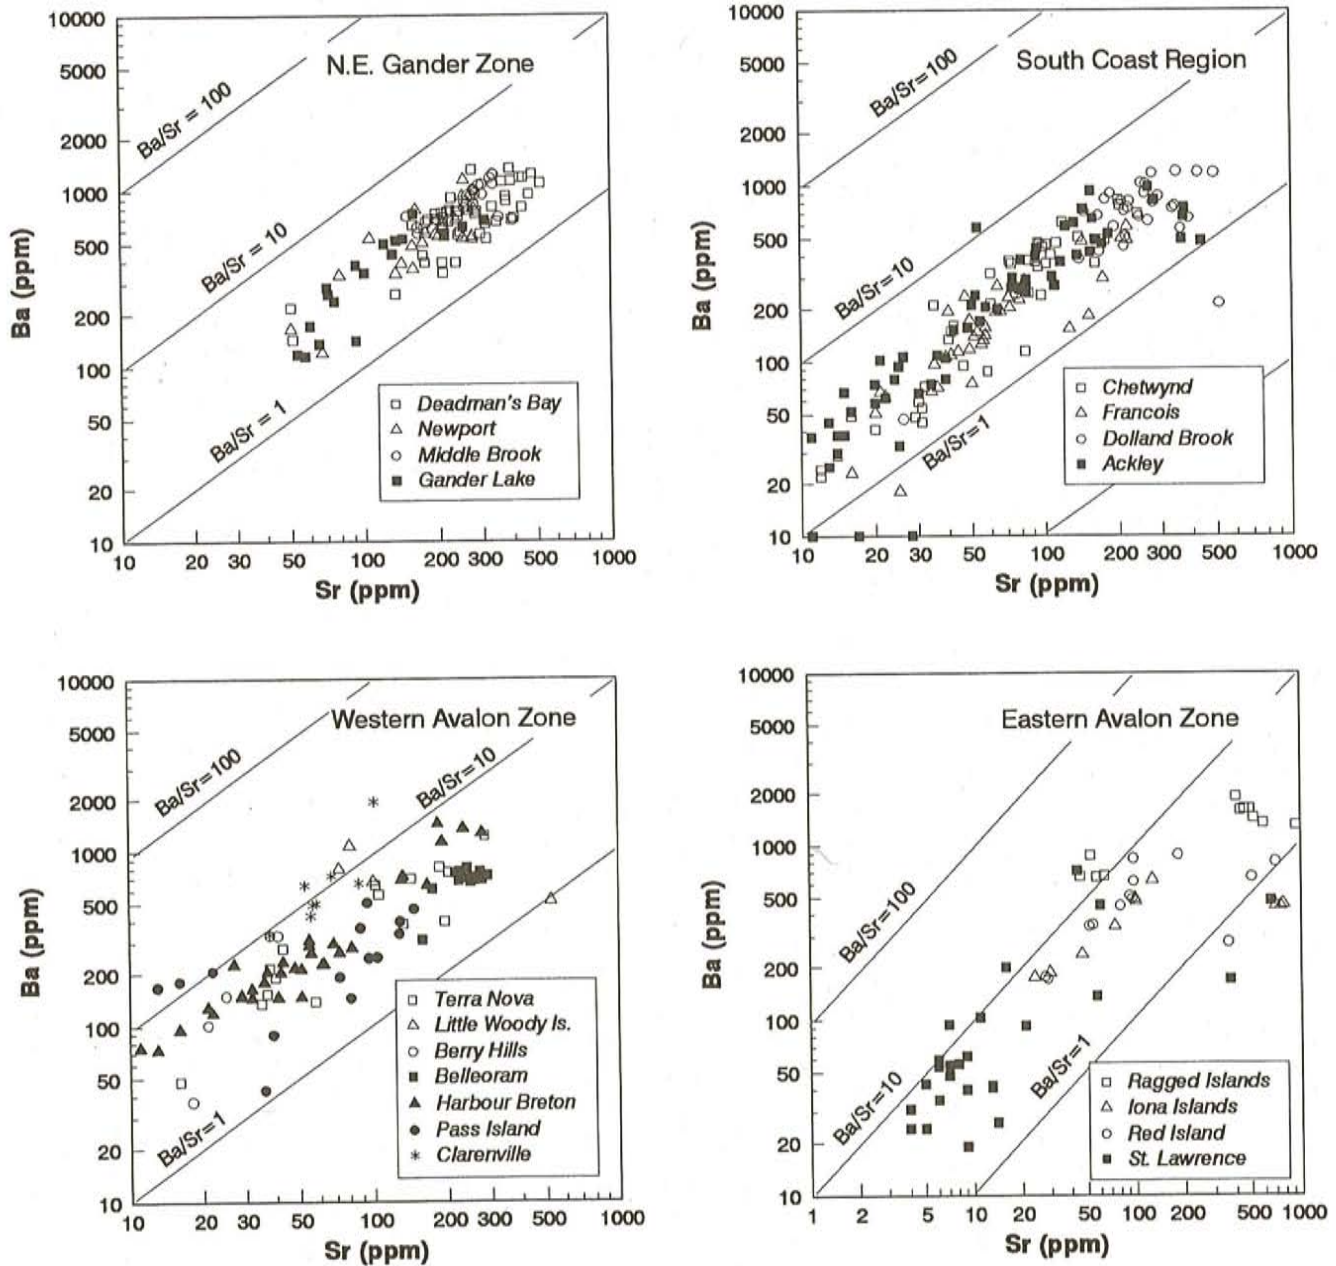 N.E. Gander Zone
10000
5000
2000
1000
500
200
100
50
20
10
Ba (ppm)
Ba/Sr = 100
Ba/Sr = 10
Ba/Sr = 1
Deadman's Bay
Newport
Middle Brook
Gander Lake
10 20 30 50 100 200 300 500 1000
Sr (ppm)
South Coast Region
10000
5000
2000
1000
500
200
100
50
20
10
Ba (ppm)
Ba/Sr=100
Ba/Sr=10
Ba/Sr=1
Chetwynd
Francois
Dolland Brook
Ackley
10 20 30 50 100 200 300 500 1000
Sr (ppm)
Western Avalon Zone
10000
5000
2000
1000
500
200
100
50
20
10
Ba (ppm)
Ba/Sr=100
Ba/Sr=10
Ba/Sr=1
Terra Nova
Little Woody Is.
Berry Hills
Belleoram
Harbour Breton
Pass Island
Clarenville
10 20 50 100 200 300 500 1000
Sr (ppm)
Eastern Avalon Zone
10000
5000
2000
1000
500
200
100
50
20
10
Ba (ppm)
Ba/Sr=100
Ba/Sr=10
Ba/Sr=1
Ragged Islands
Iona Islands
Red Island
St. Lawrence
1 2 5 10 20 50 100 200 500 1000
Sr (ppm)